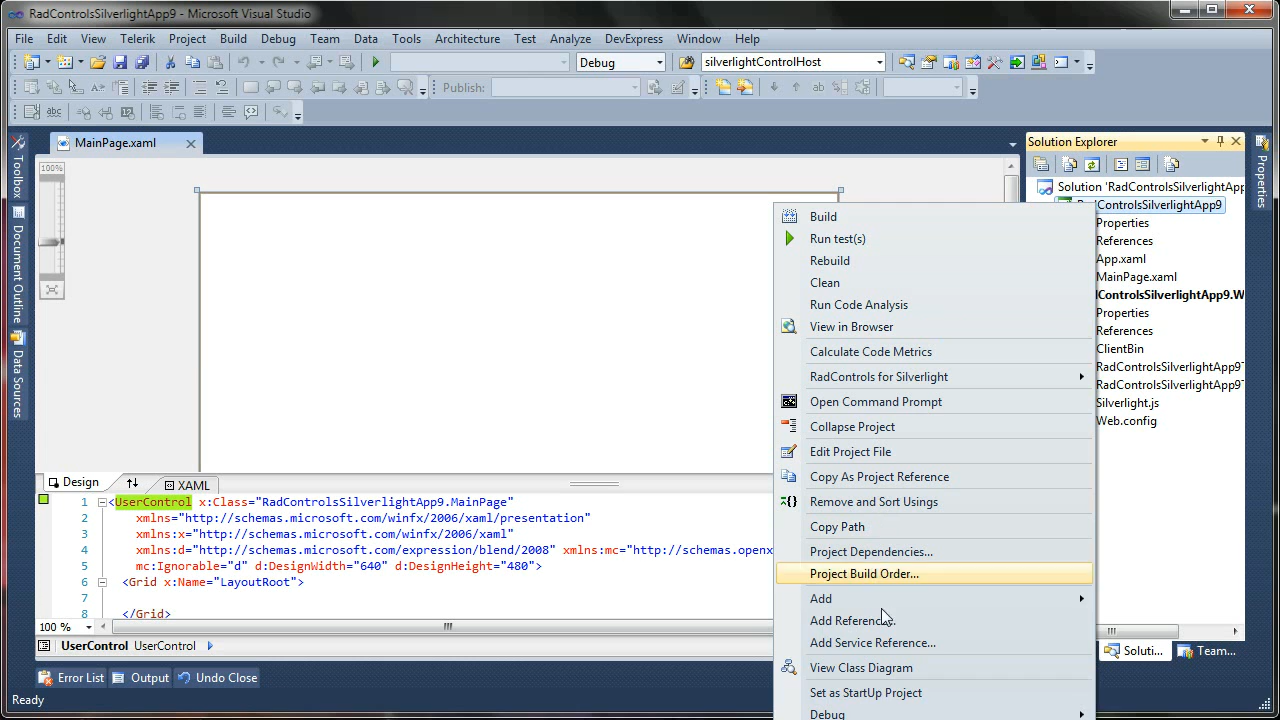 RadControlsSilverlightApp9 - Microsoft Visual Studio
File Edit View Telerik Project Build Debug Team Data Tools Architecture Test Analyze DevExpress Window Help
Debug silverlightControlHost
Publish:
MainPage.xaml
Toolbox
Document Outline
Data Sources
100%
Design XAML
1 <UserControl x:Class="RadControlsSilverlightApp9.MainPage"
2 xmlns="http://schemas.microsoft.com/winfx/2006/xaml/presentation"
3 xmlns:x="http://schemas.microsoft.com/winfx/2006/xaml"
4 xmlns:d="http://schemas.microsoft.com/expression/blend/2008" xmlns:mc="http://schemas.openx
5 mc:Ignorable="d" d:DesignWidth="640" d:DesignHeight="480">
6 <Grid x:Name="LayoutRoot">
7
8 </Grid>
100 %
UserControl UserControl
Error List Output Undo Close
Ready
Build
Run test(s)
Rebuild
Clean
Run Code Analysis
View in Browser
Calculate Code Metrics
RadControls for Silverlight
Open Command Prompt
Collapse Project
Edit Project File
Copy As Project Reference
Remove and Sort Usings
Copy Path
Project Dependencies...
Project Build Order...
Add
Add Reference...
Add Service Reference...
View Class Diagram
Set as StartUp Project
Debug
Solution Explorer
Solution 'RadControlsSilverlightApp
RadControlsSilverlightApp9
Properties
References
App.xaml
MainPage.xaml
dControlsSilverlightApp9.W
Properties
References
ClientBin
RadControlsSilverlightApp9T
RadControlsSilverlightApp9T
Silverlight.js
Web.config
Soluti... Team...
Properties